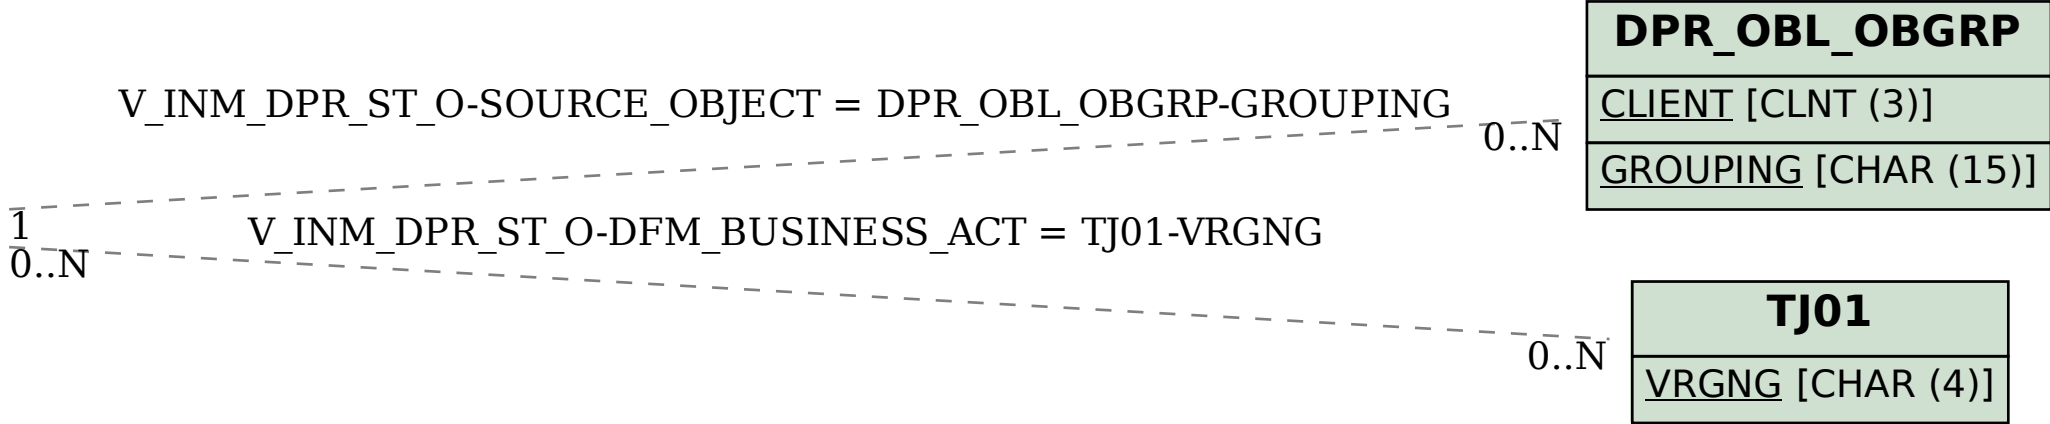 DPR_OBL_OBGRP
V_INM_DPR_ST_O-SOURCE_OBJECT = DPR_OBL_OBGRP-GROUPING
CLIENT [CLNT (3)]
0..N
GROUPING [CHAR (15)]
1
V_INM_DPR_ST_O-DFM_BUSINESS_ACT = TJ01-VRGNG
0..N
TJ01
0..N
VRGNG [CHAR (4)]